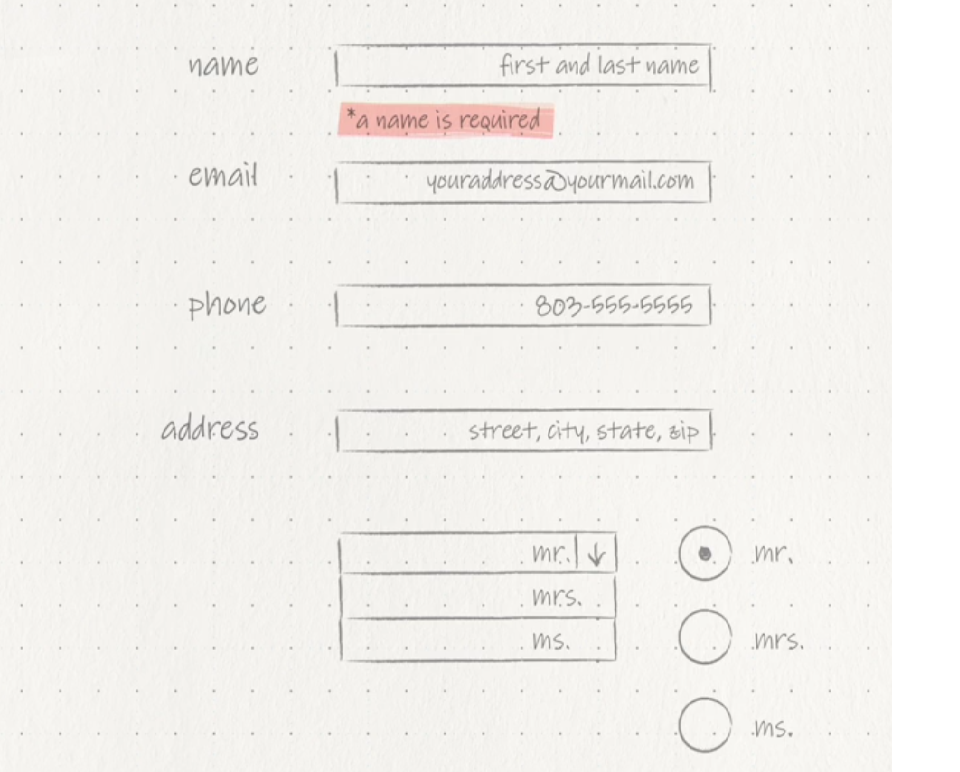 name
first and last name
*a name is required
email
youraddress@yourmail.com
phone
803-555-5555
address
street, city, state, zip
mr.
mrs.
ms.
mr.
mrs.
ms.